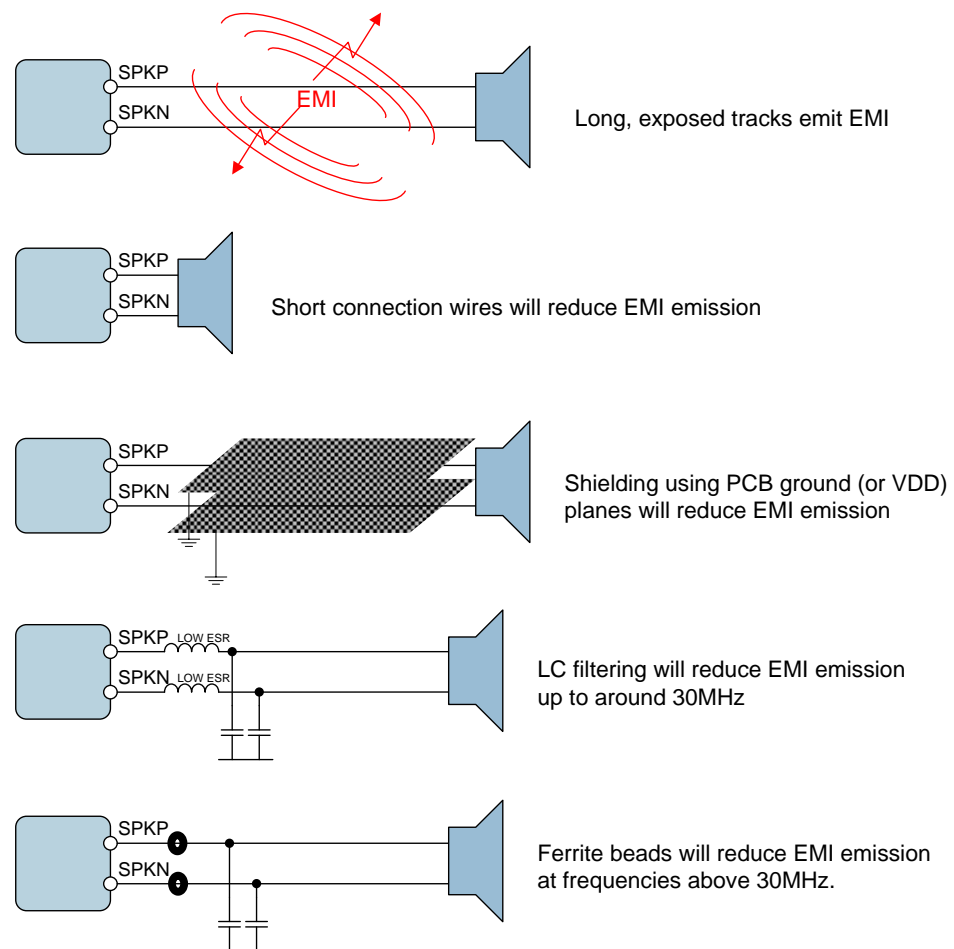 SPKP
EMI
SPKN
Long, exposed tracks emit EMI
SPKP
SPKN
Short connection wires will reduce EMI emission
SPKP
SPKN
Shielding using PCB ground (or VDD)
planes will reduce EMI emission
SPKP LOW ESR
SPKN LOW ESR
LC filtering will reduce EMI emission
up to around 30MHz
SPKP
SPKN
Ferrite beads will reduce EMI emission
at frequencies above 30MHz.